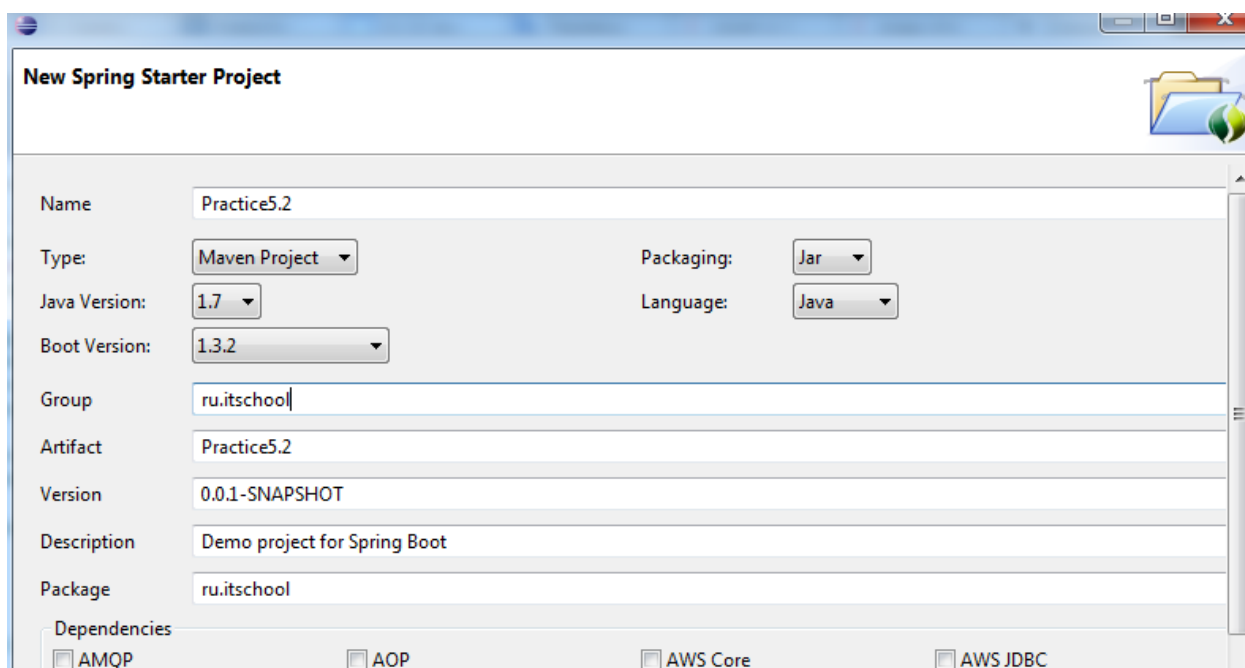 New Spring Starter Project
Name Practice5.2
Type: Maven Project Packaging: Jar
Java Version: 1.7 Language: Java
Boot Version: 1.3.2
Group ru.itschool
Artifact Practice5.2
Version 0.0.1-SNAPSHOT
Description Demo project for Spring Boot
Package ru.itschool
Dependencies
AMQP AOP AWS Core AWS JDBC